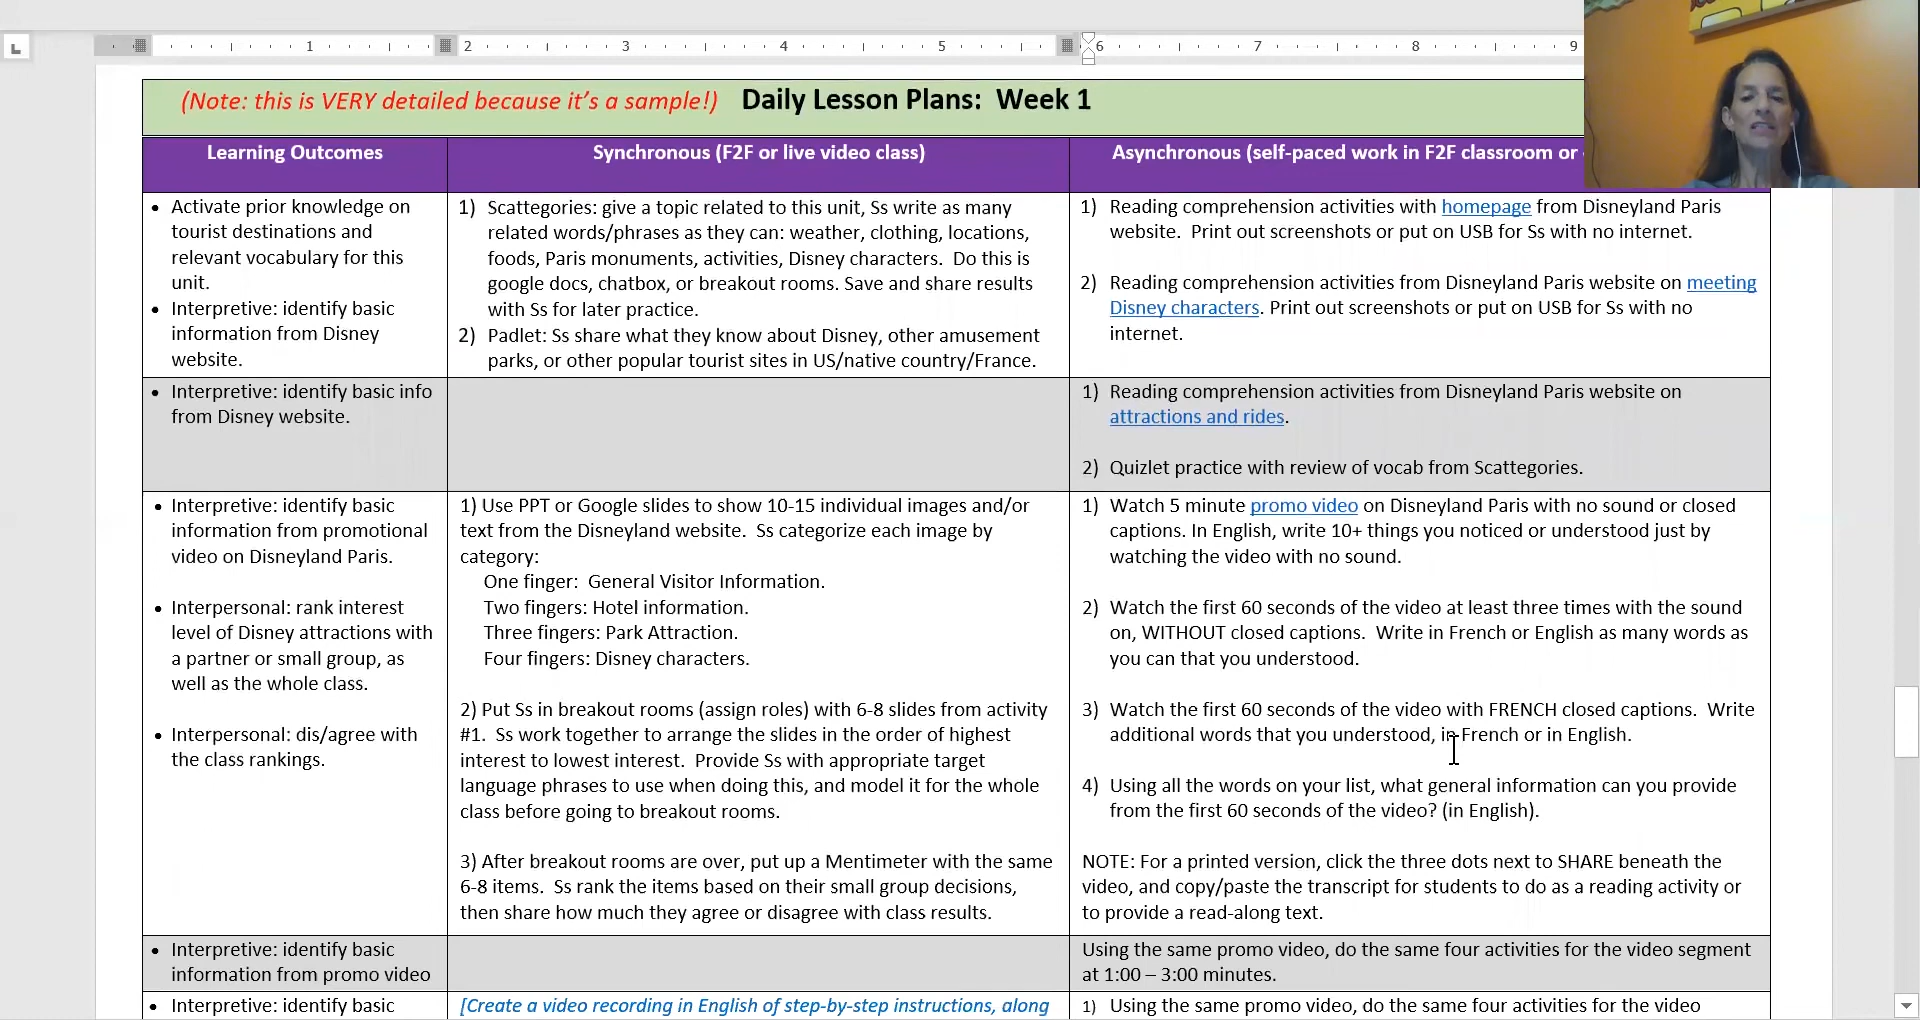 1 2 3 4 5 6 7 8 9
(Note: this is VERY detailed because it's a sample!) Daily Lesson Plans: Week 1
Learning Outcomes
Synchronous (F2F or live video class)
Asynchronous (self-paced work in F2F classroom or
• Activate prior knowledge on
tourist destinations and
relevant vocabulary for this
unit.
• Interpretive: identify basic
information from Disney
website.
1) Scattegories: give a topic related to this unit, Ss write as many
related words/phrases as they can: weather, clothing, locations,
foods, Paris monuments, activities, Disney characters. Do this is
google docs, chatbox, or breakout rooms. Save and share results
with Ss for later practice.
2) Padlet: Ss share what they know about Disney, other amusement
parks, or other popular tourist sites in US/native country/France.
1) Reading comprehension activities with homepage from Disneyland Paris
website. Print out screenshots or put on USB for Ss with no internet.
2) Reading comprehension activities from Disneyland Paris website on meeting
Disney characters. Print out screenshots or put on USB for Ss with no
internet.
• Interpretive: identify basic info
from Disney website.
1) Reading comprehension activities from Disneyland Paris website on
attractions and rides.
2) Quizlet practice with review of vocab from Scattegories.
• Interpretive: identify basic
information from promotional
video on Disneyland Paris.
• Interpersonal: rank interest
level of Disney attractions with
a partner or small group, as
well as the whole class.
• Interpersonal: dis/agree with
the class rankings.
1) Use PPT or Google slides to show 10-15 individual images and/or
text from the Disneyland website. Ss categorize each image by
category:
One finger: General Visitor Information.
Two fingers: Hotel information.
Three fingers: Park Attraction.
Four fingers: Disney characters.
2) Put Ss in breakout rooms (assign roles) with 6-8 slides from activity
#1. Ss work together to arrange the slides in the order of highest
interest to lowest interest. Provide Ss with appropriate target
language phrases to use when doing this, and model it for the whole
class before going to breakout rooms.
3) After breakout rooms are over, put up a Mentimeter with the same
6-8 items. Ss rank the items based on their small group decisions,
then share how much they agree or disagree with class results.
1) Watch 5 minute promo video on Disneyland Paris with no sound or closed
captions. In English, write 10+ things you noticed or understood just by
watching the video with no sound.
2) Watch the first 60 seconds of the video at least three times with the sound
on, WITHOUT closed captions. Write in French or English as many words as
you can that you understood.
3) Watch the first 60 seconds of the video with FRENCH closed captions. Write
additional words that you understood, in French or in English.
4) Using all the words on your list, what general information can you provide
from the first 60 seconds of the video? (in English).
NOTE: For a printed version, click the three dots next to SHARE beneath the
video, and copy/paste the transcript for students to do as a reading activity or
to provide a read-along text.
• Interpretive: identify basic
information from promo video
Using the same promo video, do the same four activities for the video segment
at 1:00 – 3:00 minutes.
• Interpretive: identify basic
[Create a video recording in English of step-by-step instructions, along
1) Using the same promo video, do the same four activities for the video